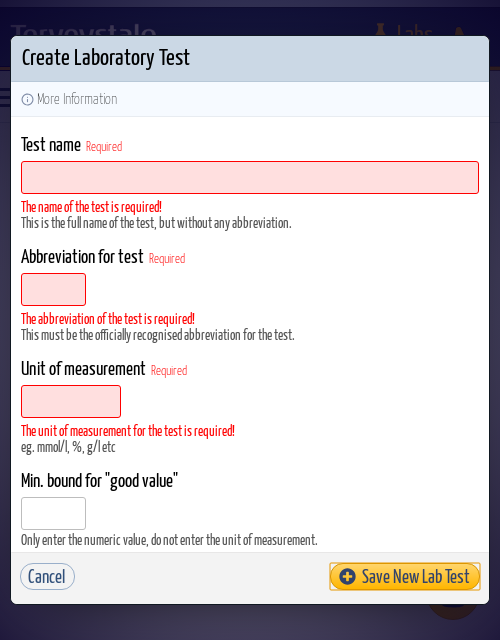 Terveystalo
Labs
Create Laboratory Test
More Information
Test name Required
The name of the test is required!
This is the full name of the test, but without any abbreviation.
Abbreviation for test Required
The abbreviation of the test is required!
This must be the officially recognised abbreviation for the test.
Unit of measurement Required
The unit of measurement for the test is required!
eg. mmol/l, %, g/l etc
Min. bound for "good value"
Only enter the numeric value, do not enter the unit of measurement.
Cancel
Save New Lab Test